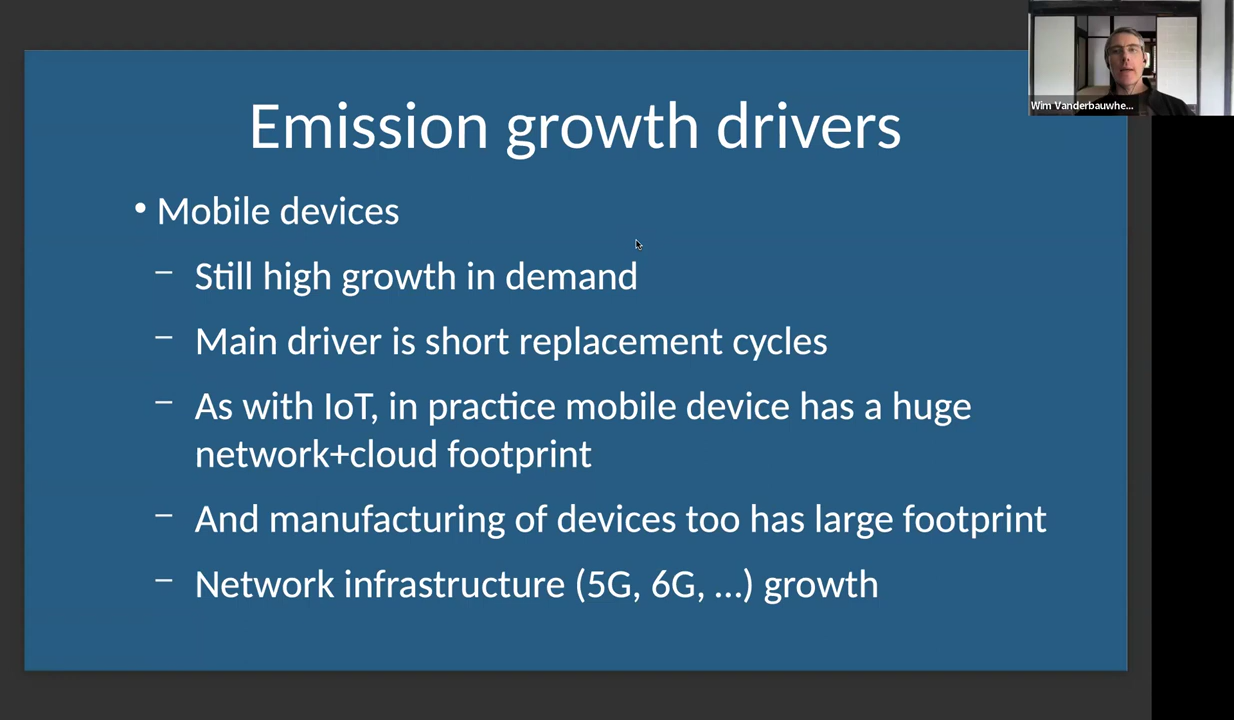 Emission growth drivers
• Mobile devices
– Still high growth in demand
– Main driver is short replacement cycles
– As with IoT, in practice mobile device has a huge
network+cloud footprint
– And manufacturing of devices too has large footprint
– Network infrastructure (5G, 6G, ...) growth
Wim Vanderbauwhe...